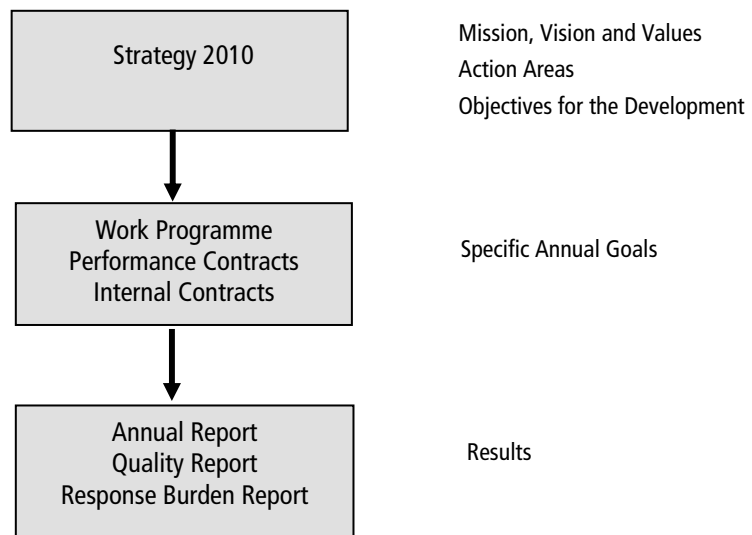 Strategy 2010
Mission, Vision and Values
Action Areas
Objectives for the Development
Work Programme
Performance Contracts
Internal Contracts
Specific Annual Goals
Annual Report
Quality Report
Response Burden Report
Results